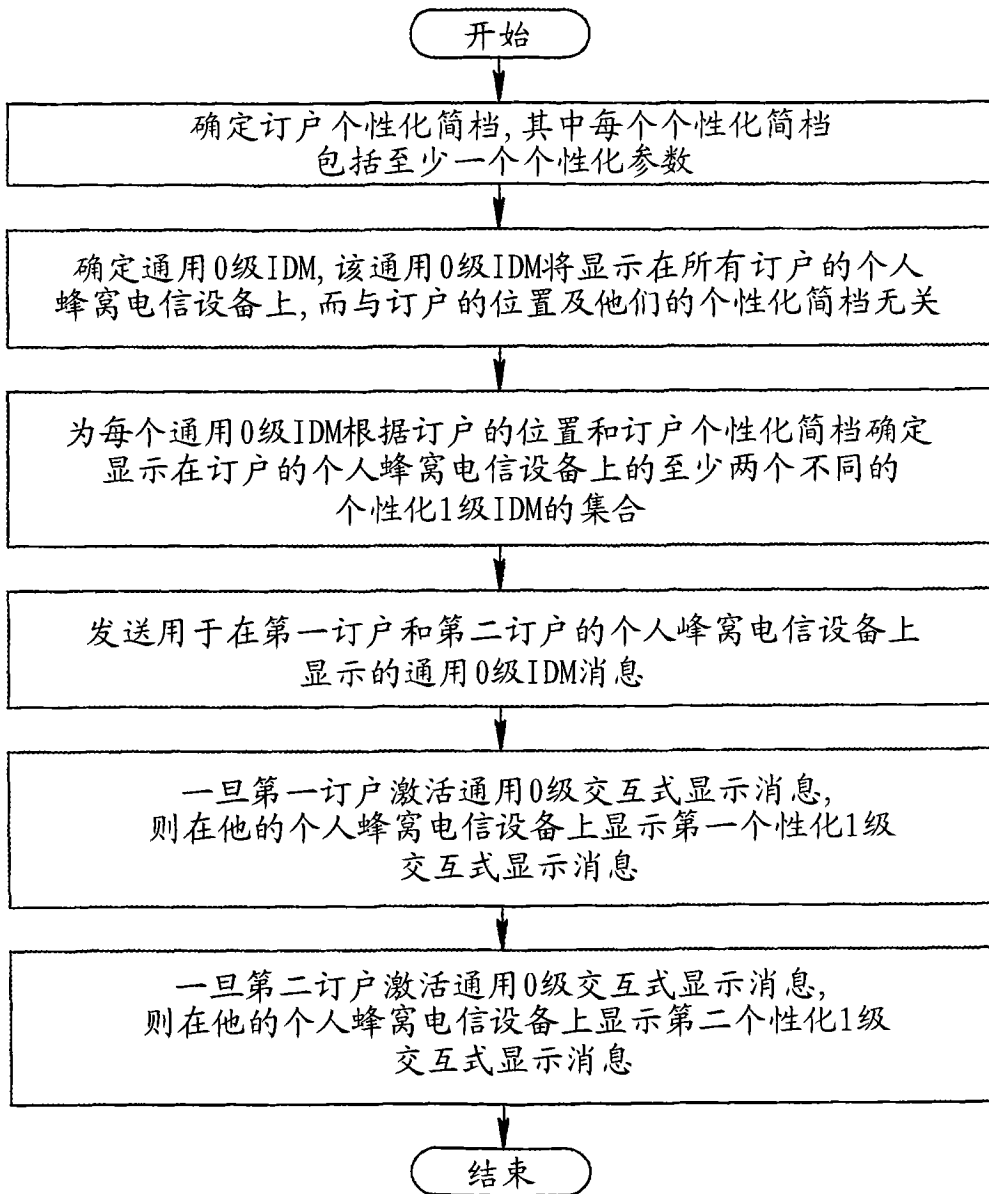 开始
确定订户个性化简档,其中每个个性化简档
包括至少一个个性化参数
确定通用0级IDM,该通用0级IDM将显示在所有订户的个人
蜂窝电信设备上,而与订户的位置及他们的个性化简档无关
为每个通用0级IDM根据订户的位置和订户个性化简档确定
显示在订户的个人蜂窝电信设备上的至少两个不同的
个性化1级IDM的集合
发送用于在第一订户和第二订户的个人峰窝电信设备上
显示的通用0级IDM消息
一旦第一订户激活通用0级交互式显示消息,
则在他的个人蜂窝电信设备上显示第一个性化1级
交互式显示消息
一旦第二订户激活通用0级交互式显示消息,
则在他的个人蜂窝电信设备上显示第二个性化1级
交互式显示消息
结束